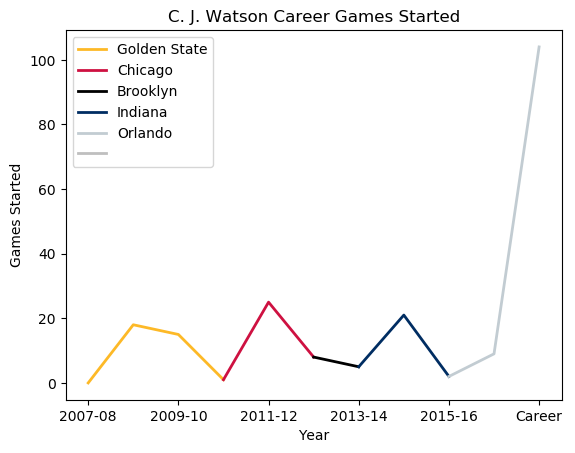 C. J. Watson Career Games Started
Golden State
Chicago
Brooklyn
Indiana
Orlando
100
80
60
40
20
0
Games Started
2007-08 2009-10 2011-12 2013-14 2015-16 Career
Year